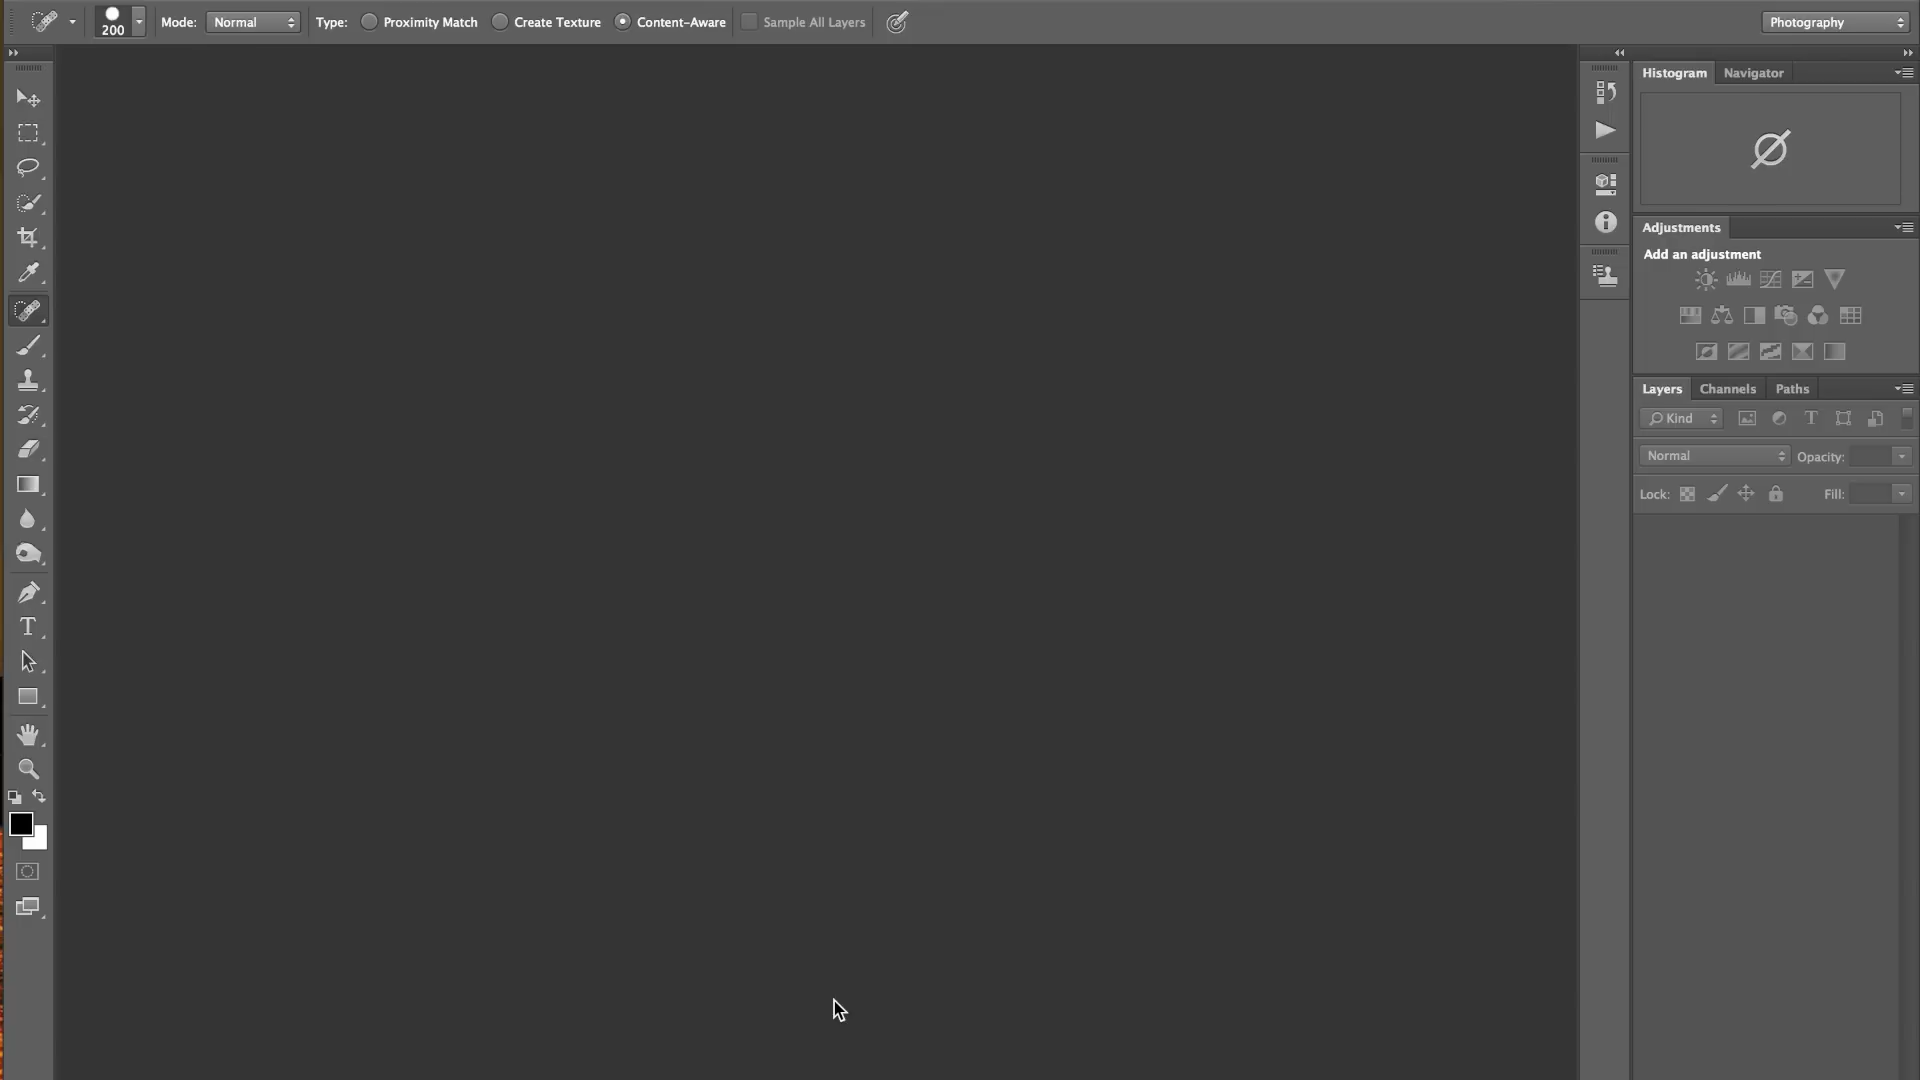 200 Mode: Normal Type: Proximity Match Create Texture Content-Aware Sample All Layers Photography
Histogram Navigator
Adjustments
Add an adjustment
Layers Channels Paths
Kind
Normal Opacity:
Lock: Fill: